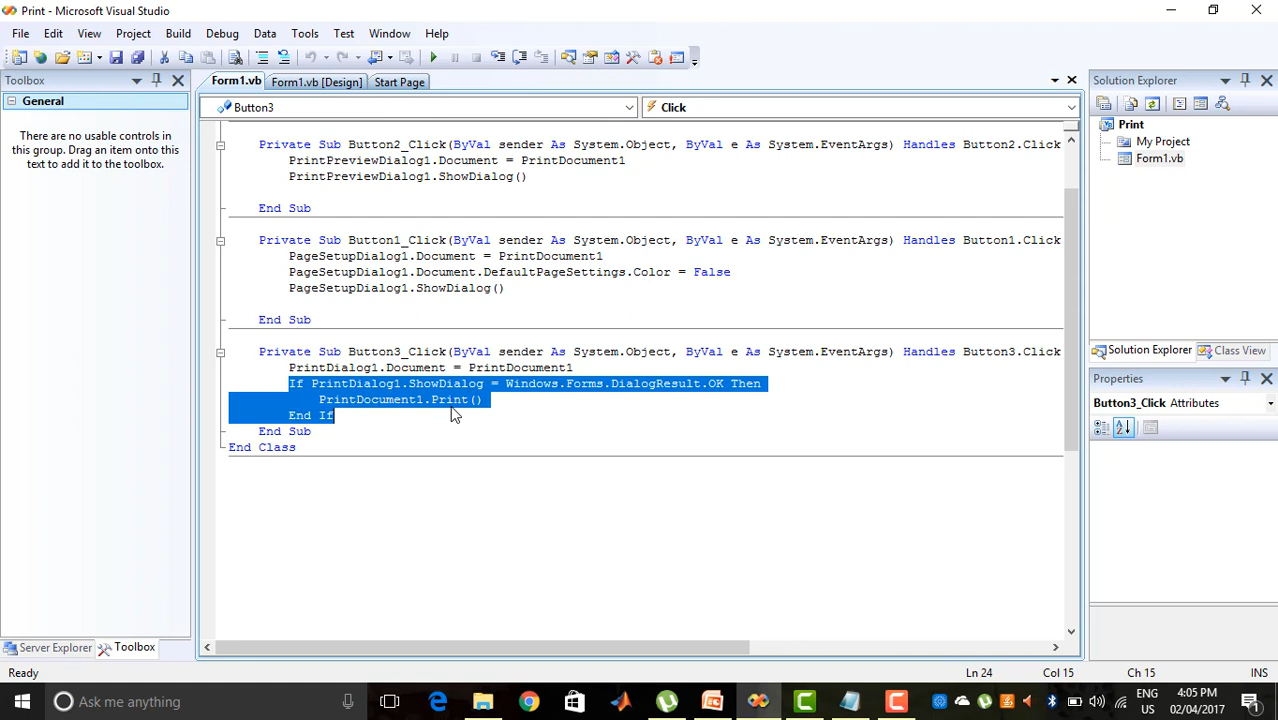 Print - Microsoft Visual Studio
File Edit View Project Build Debug Data Tools Test Window Help
Toolbox
General
There are no usable controls in
this group. Drag an item onto this
text to add it to the toolbox.
Server Explorer Toolbox
Form1.vb Form1.vb [Design] Start Page
Button3 Click
Private Sub Button2_Click(ByVal sender As System.Object, ByVal e As System.EventArgs) Handles Button2.Click
PrintPreviewDialog1.Document = PrintDocument1
PrintPreviewDialog1.ShowDialog()
End Sub
Private Sub Button1_Click(ByVal sender As System.Object, ByVal e As System.EventArgs) Handles Button1.Click
PageSetupDialog1.Document = PrintDocument1
PageSetupDialog1.Document.DefaultPageSettings.Color = False
PageSetupDialog1.ShowDialog()
End Sub
Private Sub Button3_Click(ByVal sender As System.Object, ByVal e As System.EventArgs) Handles Button3.Click
PrintDialog1.Document = PrintDocument1
If PrintDialog1.ShowDialog = Windows.Forms.DialogResult.OK Then
PrintDocument1.Print()
End If
End Sub
End Class
Solution Explorer
Print
My Project
Form1.vb
Solution Explorer Class View
Properties
Button3_Click Attributes
Ready Ln 24 Col 15 Ch 15 INS
Ask me anything
ENG 4:05 PM
US 02/04/2017